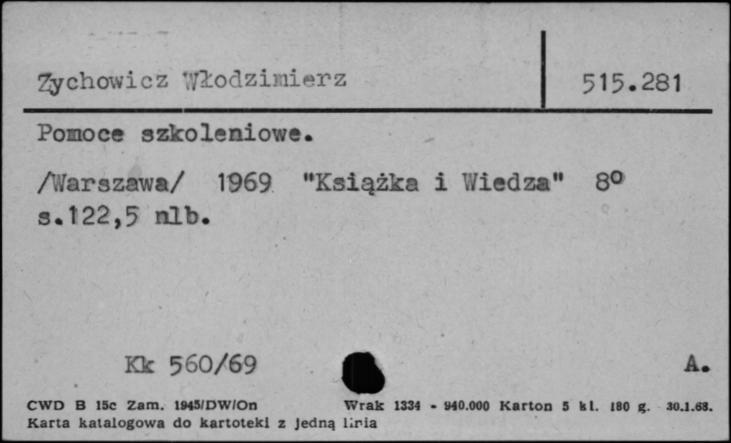 Zychowicz Włodzimierz 515.281
Pomoce szkoleniowe.
/Warszawa/ 1969 "Książka i Wiedza" 8º
s.122,5 nlb.
Kk 560/69 A.
CWD B 15c Zam. 1945/DW/On Wrak 1334 - 940.000 Karton 5 kl. 180 g. 30.1.68.
Karta katalogowa do kartoteki z jedną linia